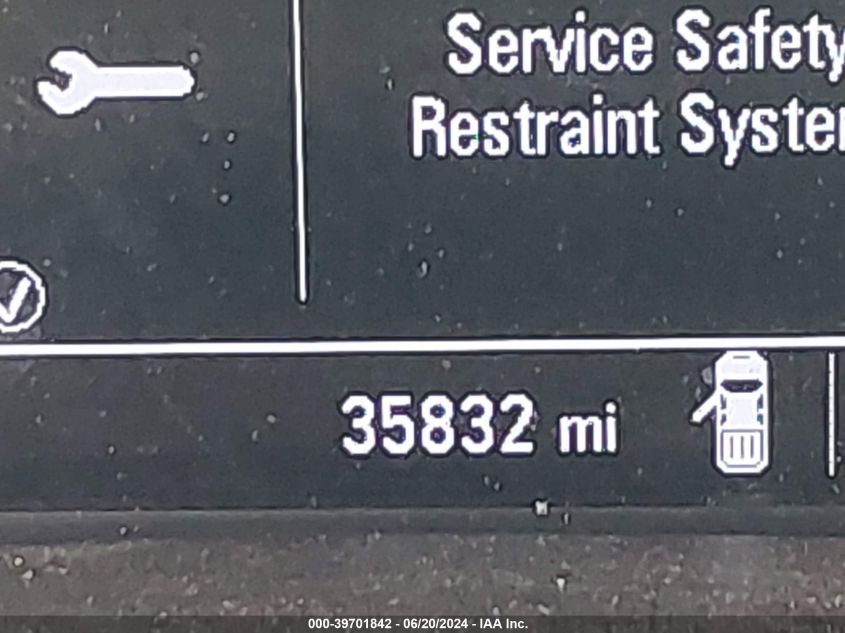 Service Safety
Restraint System
35832 mi
000-39701842 - 06/20/2024 - IAA Inc.